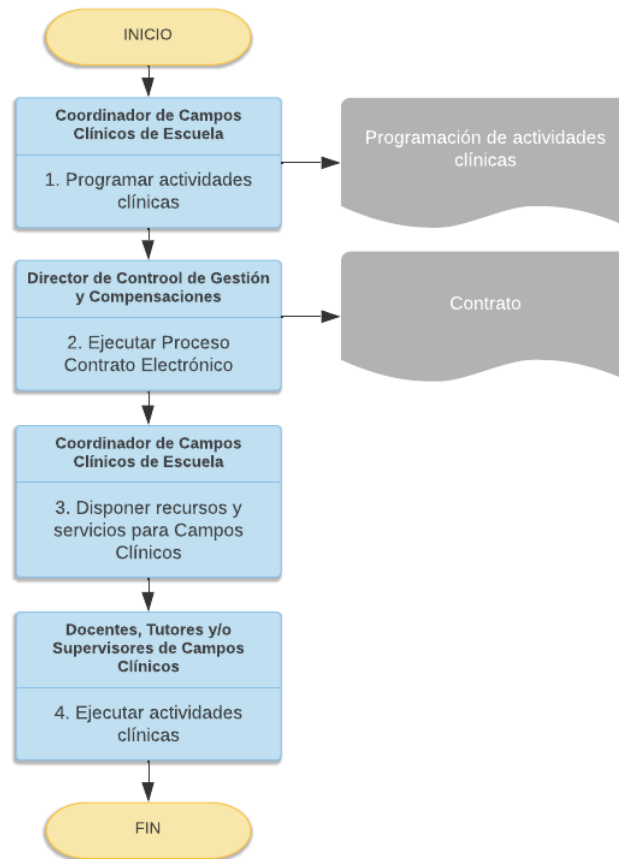 INICIO
Coordinador de Campos
Clínicos de Escuela
1. Programar actividades
clínicas
Programación de actividades
clínicas
Director de Controol de Gestión
y Compensaciones
2. Ejecutar Proceso
Contrato Electrónico
Contrato
Coordinador de Campos
Clínicos de Escuela
3. Disponer recursos y
servicios para Campos
Clínicos
Docentes, Tutores y/o
Supervisores de Campos
Clínicos
4. Ejecutar actividades
clínicas
FIN